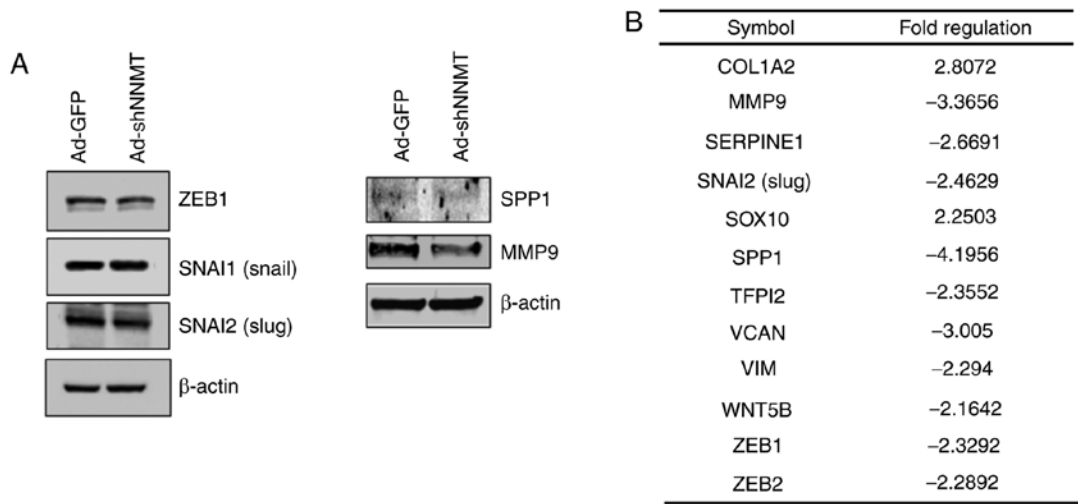 A
Ad-GFP
Ad-shNNMT
ZEB1
SNAI1 (snail)
SNAI2 (slug)
β-actin
Ad-GFP
Ad-shNNMT
SPP1
MMP9
β-actin
B
Symbol Fold regulation
COL1A2 2.8072
MMP9 –3.3656
SERPINE1 –2.6691
SNAI2 (slug) –2.4629
SOX10 2.2503
SPP1 –4.1956
TFPI2 –2.3552
VCAN –3.005
VIM –2.294
WNT5B –2.1642
ZEB1 –2.3292
ZEB2 –2.2892